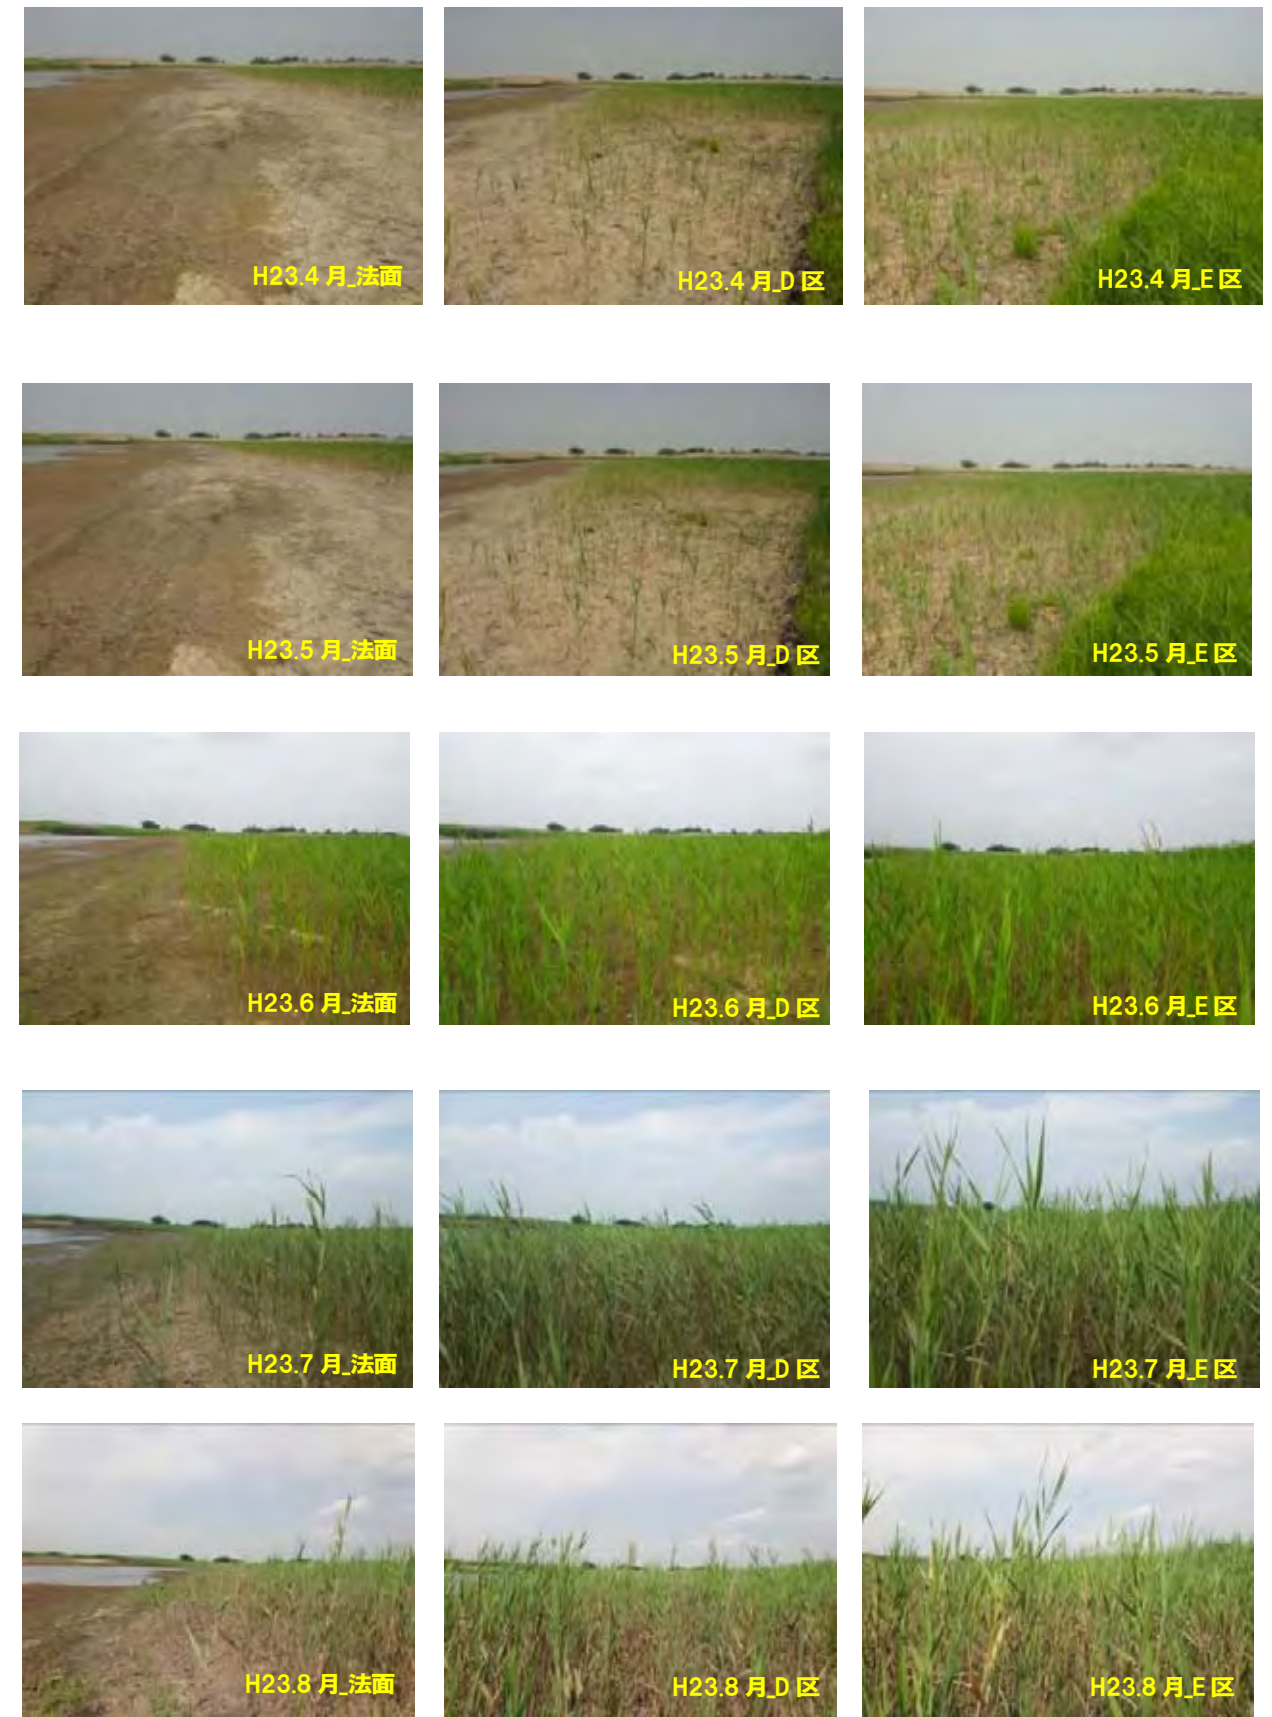 H23.4 月_法面
H23.4 月_D 区
H23.4 月_E 区
H23.5 月_法面
H23.5 月_D 区
H23.5 月_E 区
H23.6 月_法面
H23.6 月_D 区
H23.6 月_E 区
H23.7 月_法面
H23.7 月_D 区
H23.7 月_E 区
H23.8 月_法面
H23.8 月_D 区
H23.8 月_E 区